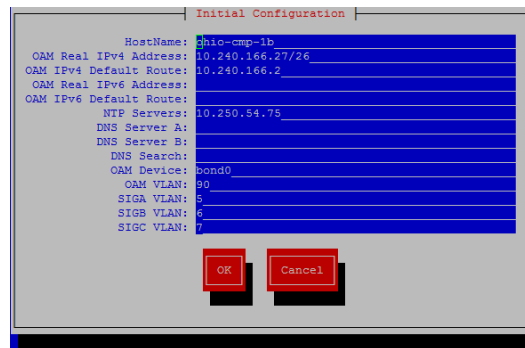 Initial Configuration
HostName: ohio-cmp-1b
OAM Real IPv4 Address: 10.240.166.27/26
OAM IPv4 Default Route: 10.240.166.2
OAM Real IPv6 Address:
OAM IPv6 Default Route:
NTP Servers: 10.250.54.75
DNS Server A:
DNS Server B:
DNS Search:
OAM Device: bond0
OAM VLAN: 90
SIGA VLAN: 5
SIGB VLAN: 6
SIGC VLAN: 7
OK Cancel